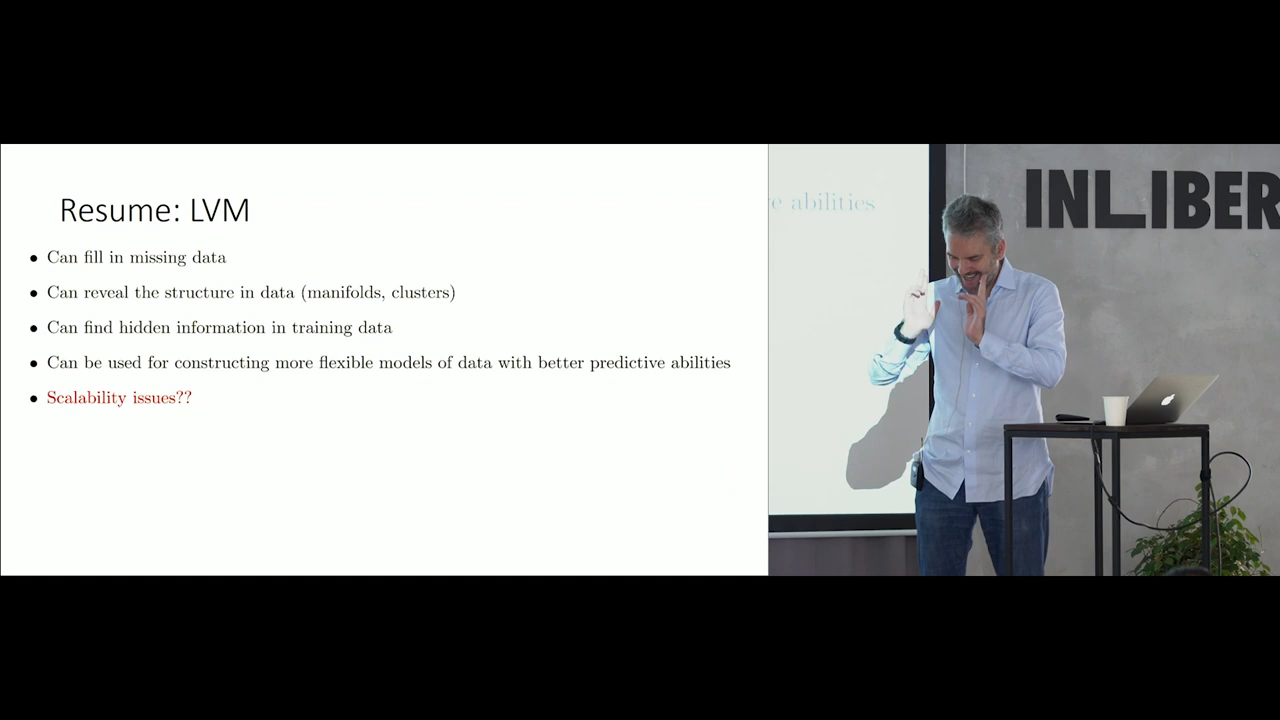 Resume: LVM
• Can fill in missing data
• Can reveal the structure in data (manifolds, clusters)
• Can find hidden information in training data
• Can be used for constructing more flexible models of data with better predictive abilities
• Scalability issues??
e abilities
INLIBER